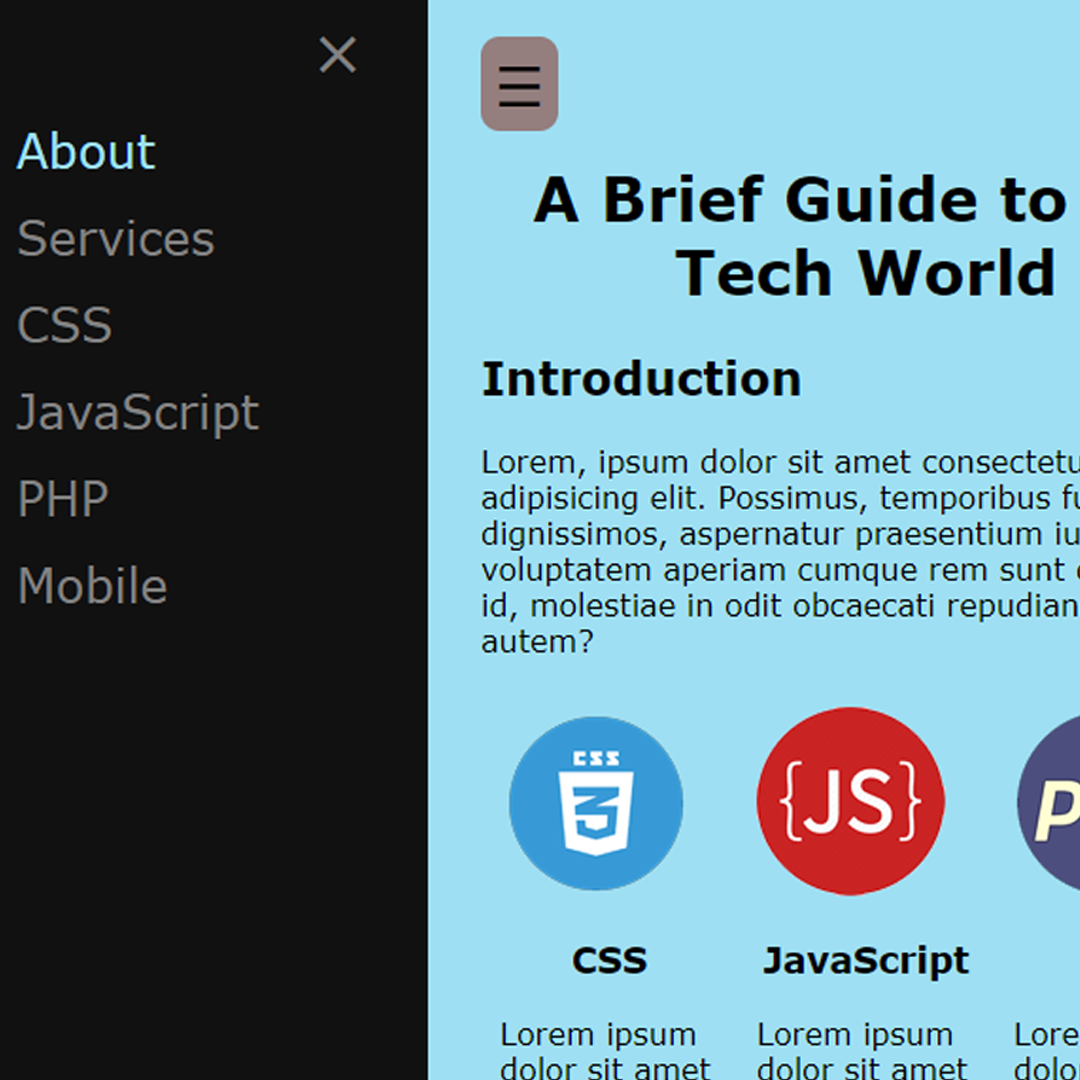 ×
About
Services
CSS
JavaScript
PHP
Mobile
☰
A Brief Guide to
Tech World
Introduction
Lorem, ipsum dolor sit amet consectetu
adipisicing elit. Possimus, temporibus fu
dignissimos, aspernatur praesentium iu
voluptatem aperiam cumque rem sunt
id, molestiae in odit obcaecati repudian
autem?
CSS
3
{JS}
P
CSS
JavaScript
Lorem ipsum
dolor sit amet
Lorem ipsum
dolor sit amet
Lore
dolo